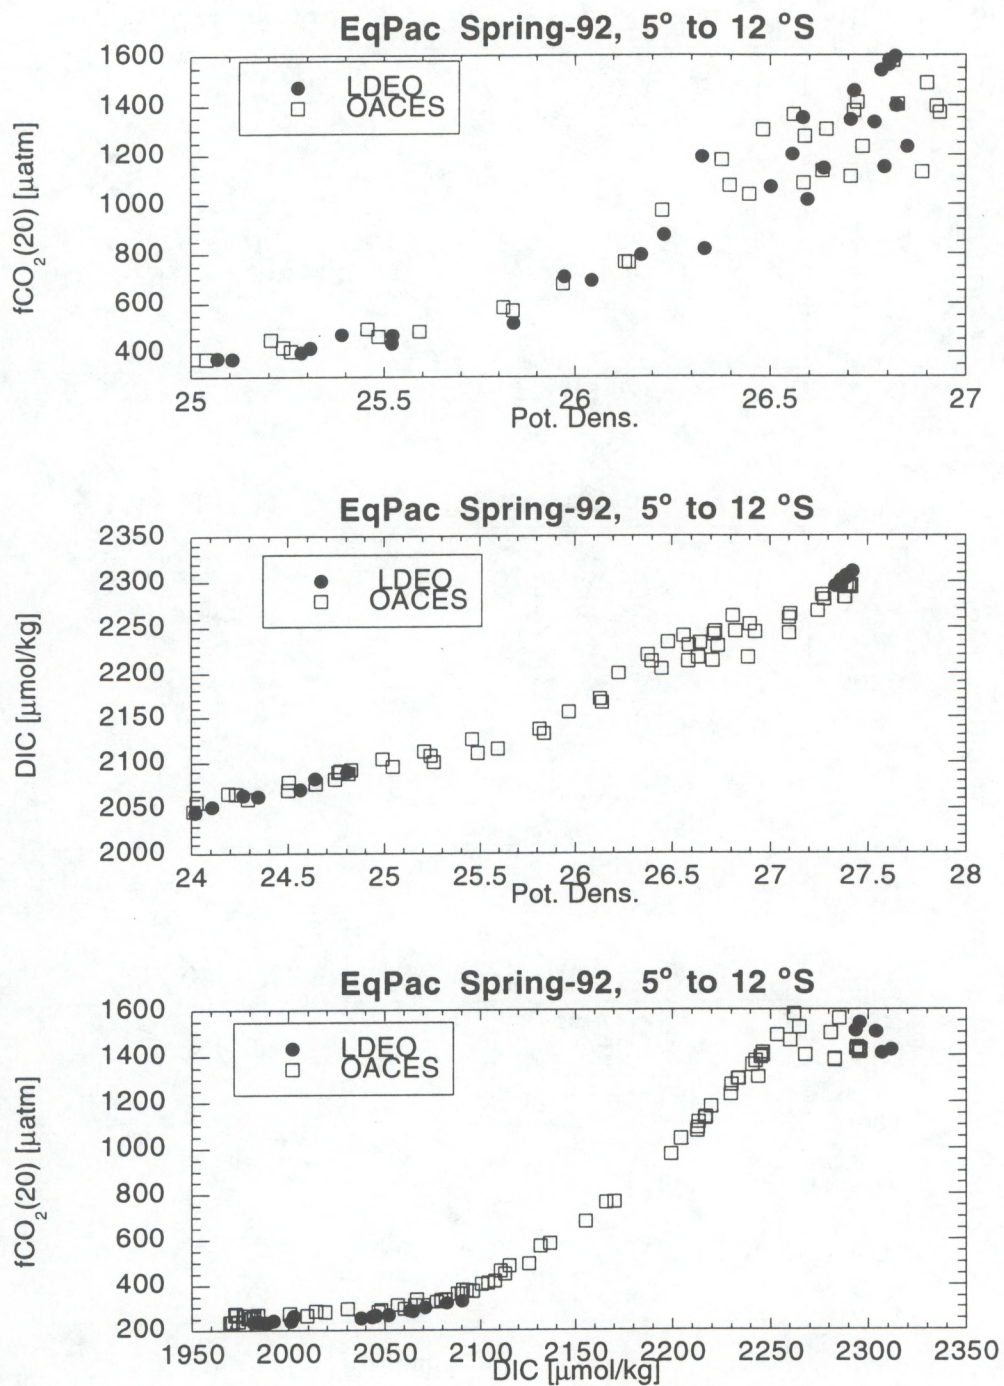 EqPac Spring-92, 5° to 12 °S
1600
1400
1200
1000
800
600
400
fCO2(20) [µatm]
LDEO
OACES
25 25.5 26 26.5 27
Pot. Dens.
EqPac Spring-92, 5° to 12 °S
2350
2300
2250
2200
2150
2100
2050
2000
DIC [µmol/kg]
LDEO
OACES
24 24.5 25 25.5 26 26.5 27 27.5 28
Pot. Dens.
EqPac Spring-92, 5° to 12 °S
1600
1400
1200
1000
800
600
400
200
fCO2(20) [µatm]
LDEO
OACES
1950 2000 2050 2100 2150 2200 2250 2300 2350
DIC [µmol/kg]